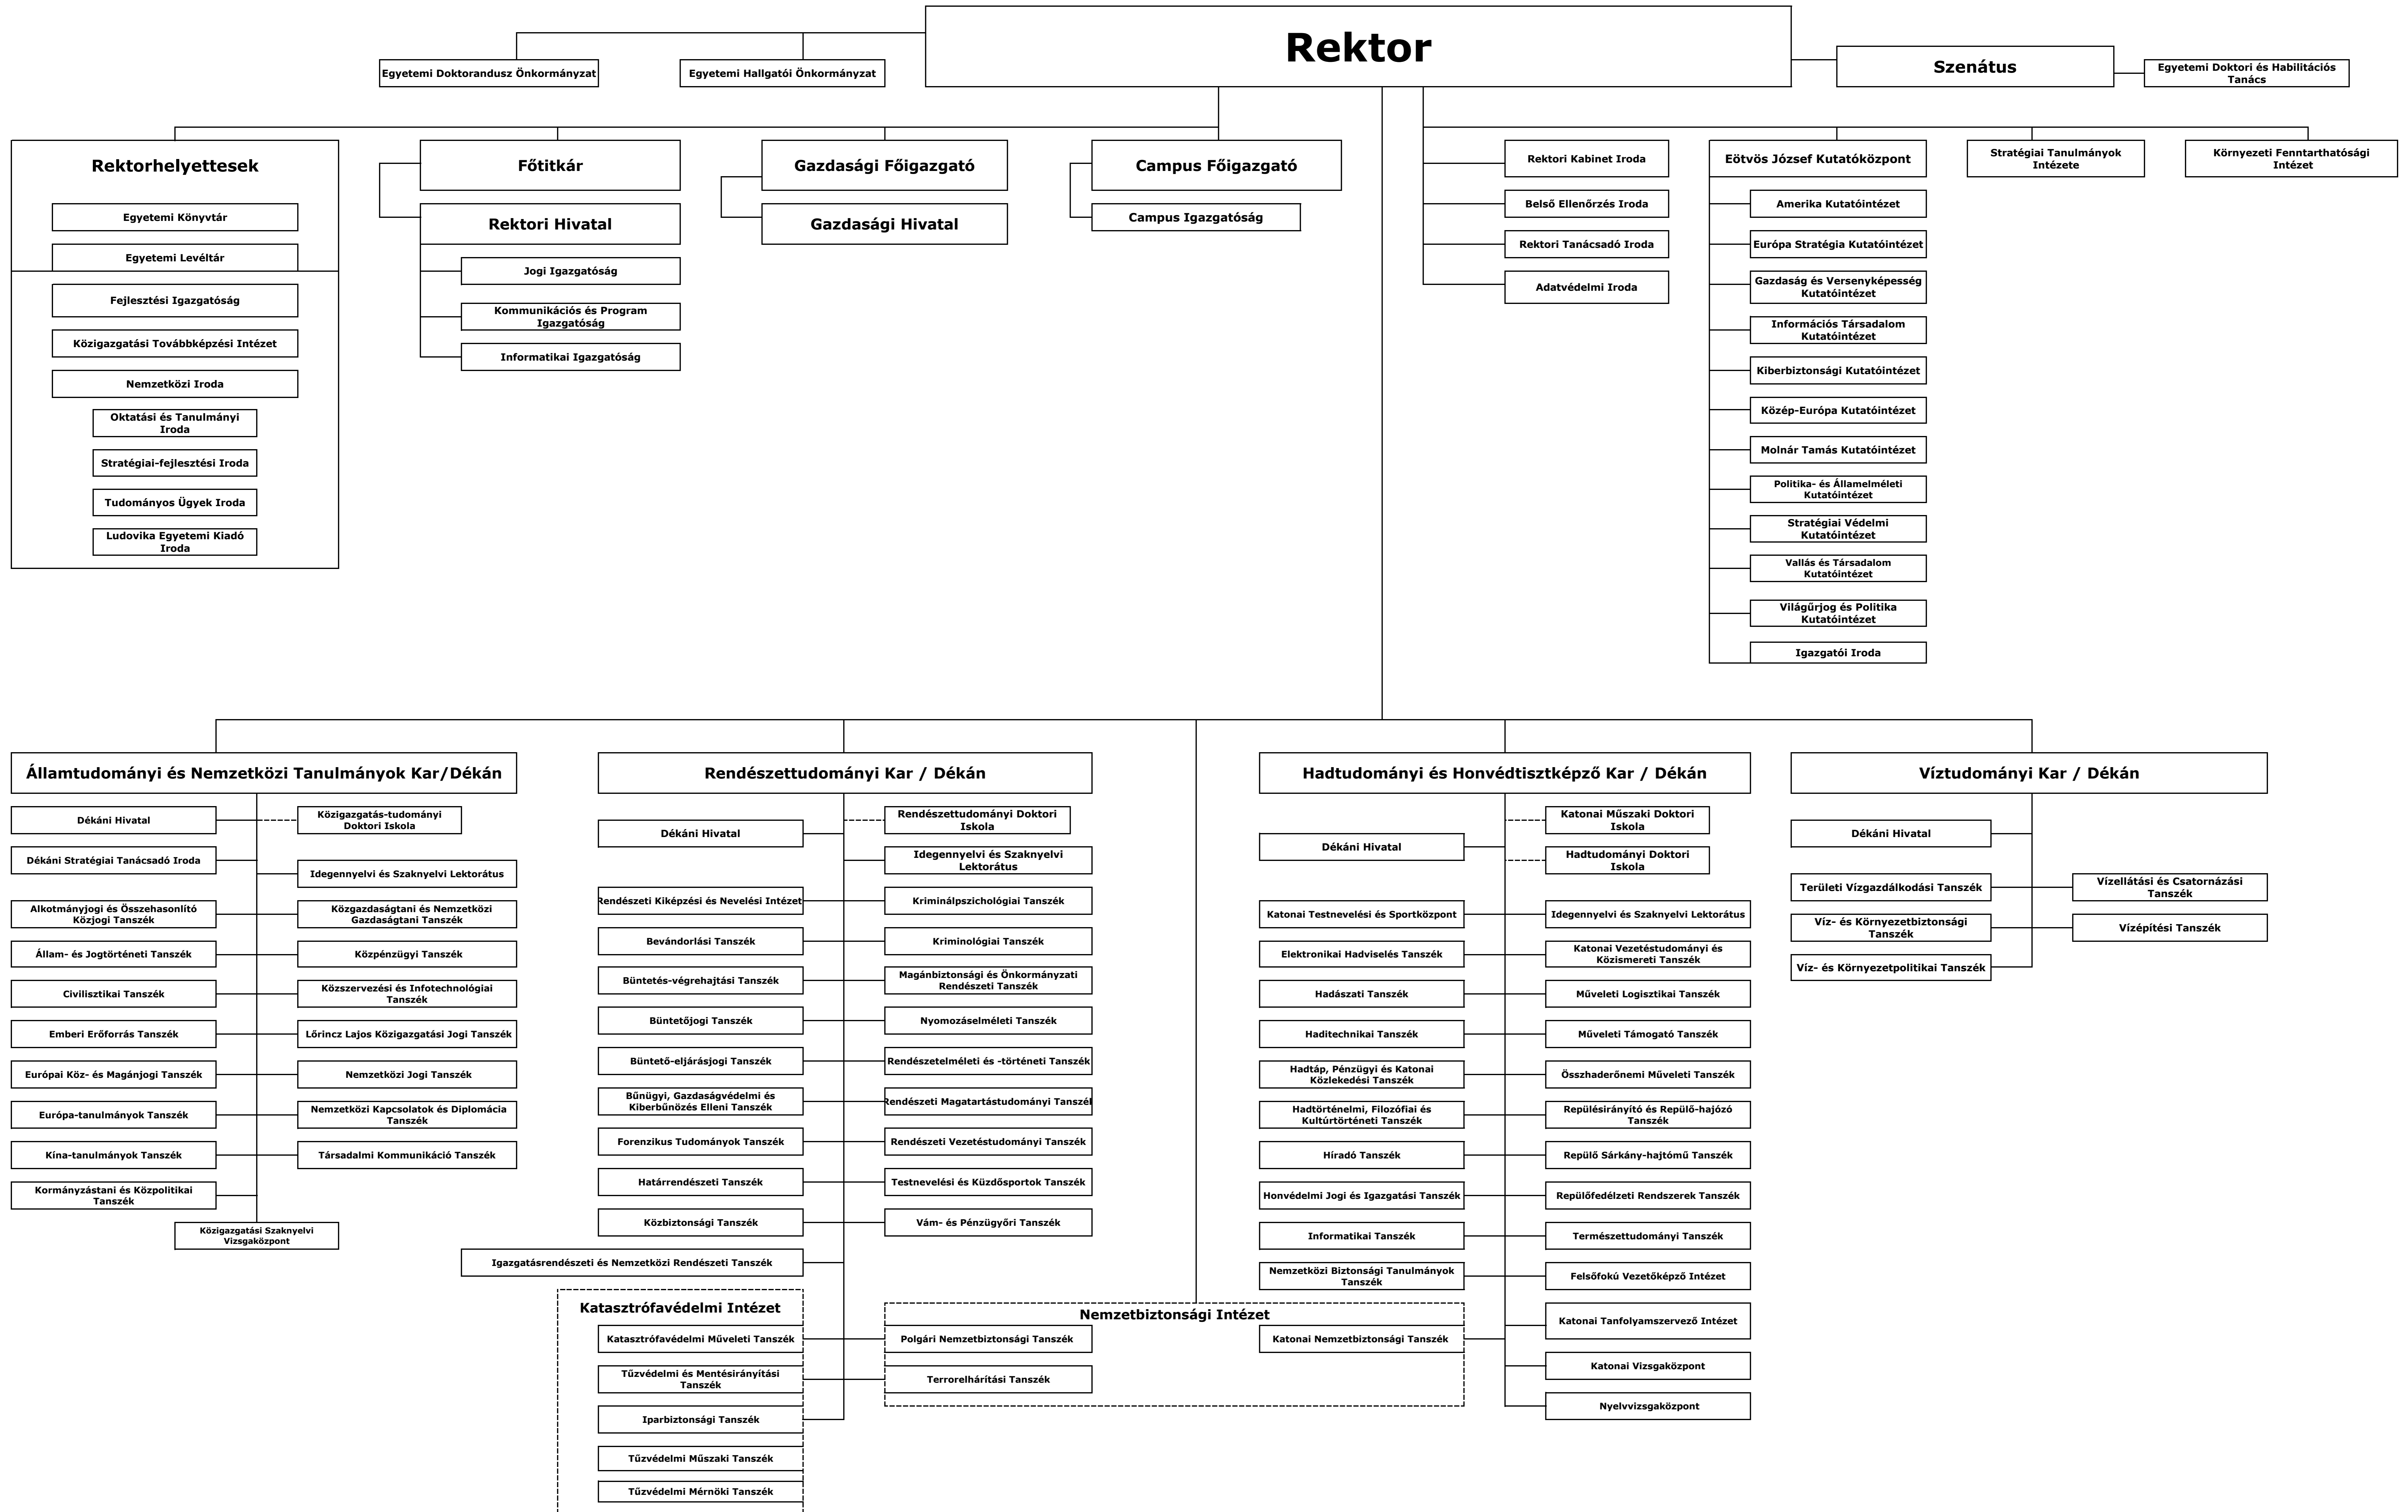 Rektor
Egyetemi Doktorandusz Önkormányzat
Egyetemi Hallgatói Önkormányzat
Szenátus
Egyetemi Doktori és Habilitációs
Tanács
Rektorhelyettesek
Egyetemi Könyvtár
Egyetemi Levéltár
Fejlesztési Igazgatóság
Közigazgatási Továbbképzési Intézet
Nemzetközi Iroda
Oktatási és Tanulmányi
Iroda
Stratégiai-fejlesztési Iroda
Tudományos Ügyek Iroda
Ludovika Egyetemi Kiadó
Iroda
Főtitkár
Rektori Hivatal
Jogi Igazgatóság
Kommunikációs és Program
Igazgatóság
Informatikai Igazgatóság
Gazdasági Főigazgató
Gazdasági Hivatal
Campus Főigazgató
Campus Igazgatóság
Rektori Kabinet Iroda
Belső Ellenőrzés Iroda
Rektori Tanácsadó Iroda
Adatvédelmi Iroda
Eötvös József Kutatóközpont
Amerika Kutatóintézet
Európa Stratégia Kutatóintézet
Gazdaság és Versenyképesség
Kutatóintézet
Információs Társadalom
Kutatóintézet
Kiberbiztonsági Kutatóintézet
Közép-Európa Kutatóintézet
Molnár Tamás Kutatóintézet
Politika- és Államelméleti
Kutatóintézet
Stratégiai Védelmi
Kutatóintézet
Vallás és Társadalom
Kutatóintézet
Világűrjog és Politika
Kutatóintézet
Igazgatói Iroda
Stratégiai Tanulmányok
Intézete
Környezeti Fenntarthatósági
Intézet
Államtudományi és Nemzetközi Tanulmányok Kar/Dékán
Dékáni Hivatal
Közigazgatás-tudományi
Doktori Iskola
Dékáni Stratégiai Tanácsadó Iroda
Idegennyelvi és Szaknyelvi Lektorátus
Alkotmányjogi és Összehasonlító
Közjogi Tanszék
Közgazdaságtani és Nemzetközi
Gazdaságtani Tanszék
Állam- és Jogtörténeti Tanszék
Közpénzügyi Tanszék
Civilisztikai Tanszék
Közszervezési és Infotechnológiai
Tanszék
Emberi Erőforrás Tanszék
Lőrincz Lajos Közigazgatási Jogi Tanszék
Európai Köz- és Magánjogi Tanszék
Nemzetközi Jogi Tanszék
Európa-tanulmányok Tanszék
Nemzetközi Kapcsolatok és Diplomácia
Tanszék
Kína-tanulmányok Tanszék
Társadalmi Kommunikáció Tanszék
Kormányzástani és Közpolitikai
Tanszék
Közigazgatási Szaknyelvi
Vizsgaközpont
Rendészettudományi Kar / Dékán
Dékáni Hivatal
Rendészettudományi Doktori
Iskola
Idegennyelvi és Szaknyelvi
Lektorátus
Rendészeti Kiképzési és Nevelési Intézet
Kriminálpszichológiai Tanszék
Bevándorlási Tanszék
Kriminológiai Tanszék
Büntetés-végrehajtási Tanszék
Magánbiztonsági és Önkormányzati
Rendészeti Tanszék
Büntetőjogi Tanszék
Nyomozáselméleti Tanszék
Büntető-eljárásjogi Tanszék
Rendészetelméleti és -történeti Tanszék
Bűnügyi, Gazdaságvédelmi és
Kiberbűnözés Elleni Tanszék
Rendészeti Magatartástudományi Tanszék
Forenzikus Tudományok Tanszék
Rendészeti Vezetéstudományi Tanszék
Határrendészeti Tanszék
Testnevelési és Küzdősportok Tanszék
Közbiztonsági Tanszék
Vám- és Pénzügyőri Tanszék
Igazgatásrendészeti és Nemzetközi Rendészeti Tanszék
Katasztrófavédelmi Intézet
Katasztrófavédelmi Műveleti Tanszék
Tűzvédelmi és Mentésirányítási
Tanszék
Iparbiztonsági Tanszék
Tűzvédelmi Műszaki Tanszék
Tűzvédelmi Mérnöki Tanszék
Nemzetbiztonsági Intézet
Polgári Nemzetbiztonsági Tanszék
Katonai Nemzetbiztonsági Tanszék
Terrorelhárítási Tanszék
Hadtudományi és Honvédtisztképző Kar / Dékán
Katonai Műszaki Doktori
Iskola
Dékáni Hivatal
Hadtudományi Doktori
Iskola
Katonai Testnevelési és Sportközpont
Idegennyelvi és Szaknyelvi Lektorátus
Elektronikai Hadviselés Tanszék
Katonai Vezetéstudományi és
Közismereti Tanszék
Hadászati Tanszék
Műveleti Logisztikai Tanszék
Haditechnikai Tanszék
Műveleti Támogató Tanszék
Hadtáp, Pénzügyi és Katonai
Közlekedési Tanszék
Összhaderőnemi Műveleti Tanszék
Hadtörténelmi, Filozófiai és
Kultúrtörténeti Tanszék
Repülésirányító és Repülő-hajózó
Tanszék
Híradó Tanszék
Repülő Sárkány-hajtómű Tanszék
Honvédelmi Jogi és Igazgatási Tanszék
Repülőfedélzeti Rendszerek Tanszék
Informatikai Tanszék
Természettudományi Tanszék
Nemzetközi Biztonsági Tanulmányok
Tanszék
Felsőfokú Vezetőképző Intézet
Katonai Tanfolyamszervező Intézet
Katonai Vizsgaközpont
Nyelvvizsgaközpont
Víztudományi Kar / Dékán
Dékáni Hivatal
Területi Vízgazdálkodási Tanszék
Vízellátási és Csatornázási
Tanszék
Víz- és Környezetbiztonsági
Tanszék
Vízépítési Tanszék
Víz- és Környezetpolitikai Tanszék